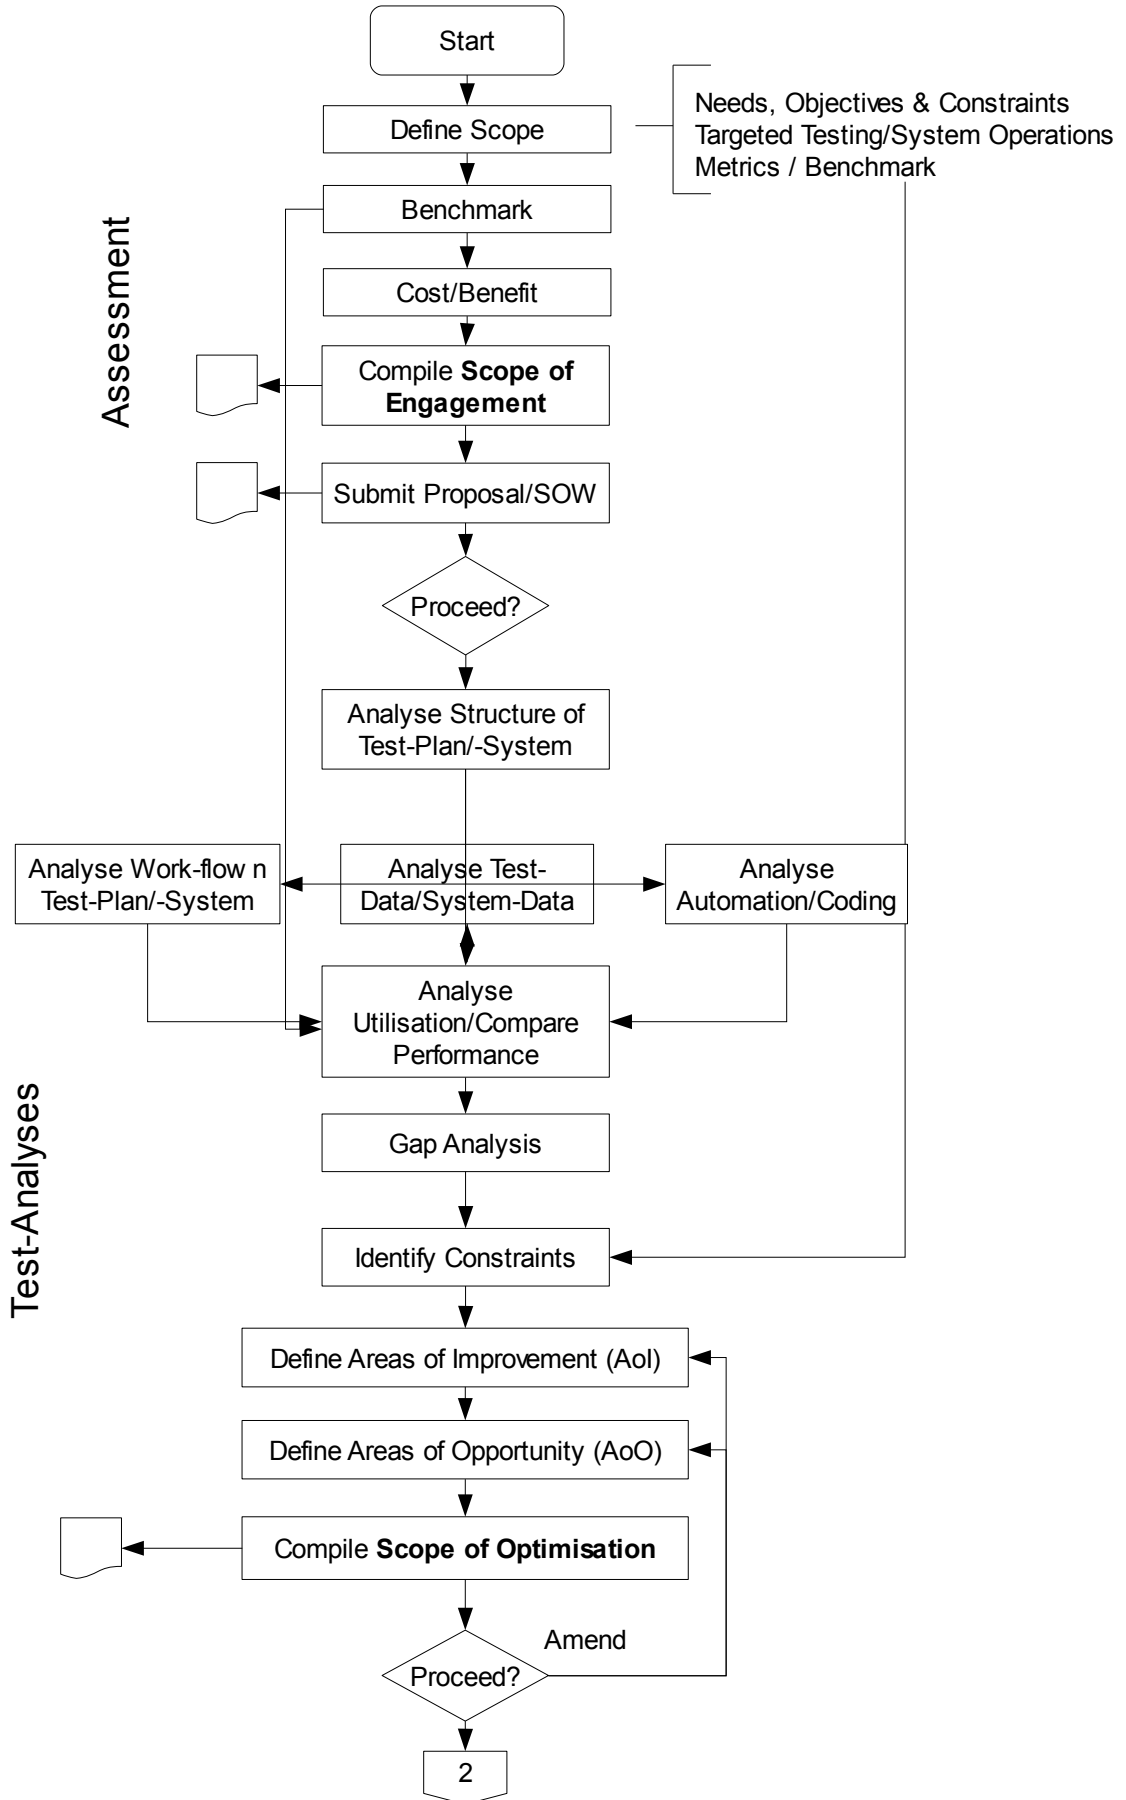 Start
Define Scope
Needs, Objectives & Constraints
Targeted Testing/System Operations
Metrics / Benchmark
Benchmark
Assessment
Cost/Benefit
Compile Scope of
Engagement
Submit Proposal/SOW
Proceed?
Analyse Structure of
Test-Plan/-System
Analyse Work-flow n
Test-Plan/-System
Analyse Test-
Data/System-Data
Analyse
Automation/Coding
Analyse
Utilisation/Compare
Performance
Test-Analyses
Gap Analysis
Identify Constraints
Define Areas of Improvement (AoI)
Define Areas of Opportunity (AoO)
Compile Scope of Optimisation
Amend
Proceed?
2